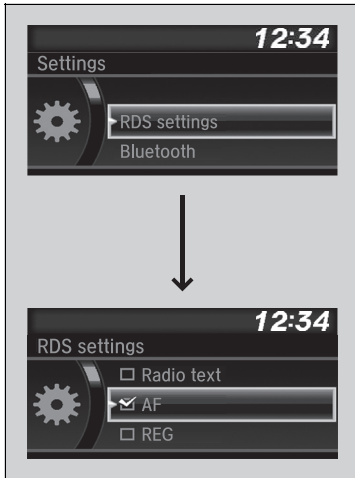 12:34
Settings
RDS settings
Bluetooth
12:34
RDS settings
Radio text
AF
REG